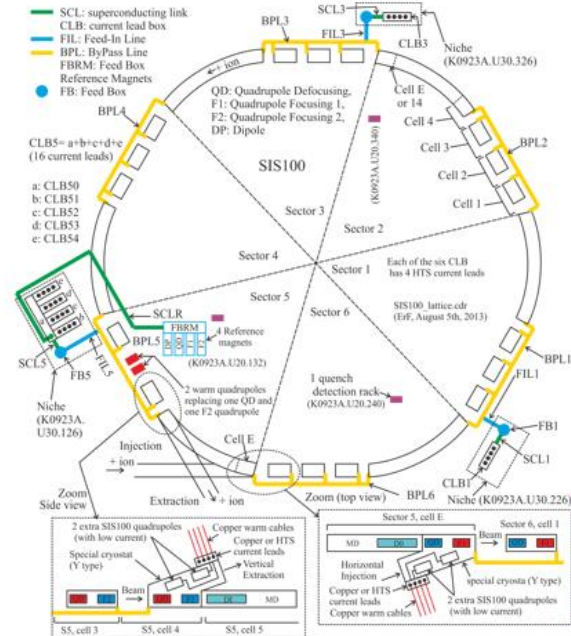 SCL: superconducting link
CLB: current lead box
FIL: Feed-In Line
BPL: ByPass Line
FBRM: Feed Box
Reference Magnets
FB: Feed Box
BPL3
SCL3
FIL3
CLB3
Niche
(K0923A.U30.326)
+ ion
Cell E
or 14
QD: Quadrupole Defocusing,
F1: Quadrupole Focusing 1,
F2: Quadrupole Focusing 2,
DP: Dipole
BPL4
CLB5= a+b+c+d+e
(16 current leads)
a: CLB50
b: CLB51
c: CLB52
d: CLB53
e: CLB54
SIS100
(K0923A.U20.340)
Cell 4
Cell 3
Cell 2
Cell 1
BPL2
Sector 3
Sector 2
Sector 4
Sector 1
Sector 5
Sector 6
Each of the six CLB
has 4 HTS current leads
SIS100_lattice.cdr
(ErF, August 5th, 2013)
SCLR
FBRM
4 Reference
magnets
(K0923A.U20.132)
BPL5
SCL5
FB5
FIL5
Niche
(K0923A.
U30.126)
2 warm quadrupoles
replacing one QD and
one F2 quadrupole
1 quench
detection rack
(K0923A.U20.240)
BPL1
FIL1
FB1
SCL1
CLB1
Niche (K0923A.U30.226)
Injection
+ ion
Extraction
+ ion
Cell E
Zoom (top view)
BPL6
Zoom
Side view
2 extra SIS100 quadrupoles
(with low current)
Special cryostat
(Y type)
Copper warm cables
Copper or HTS
current leads
Vertical
Extraction
Beam
MD
S5, cell 3
S5, cell 4
S5, cell 5
Sector 5, cell E
Sector 6, cell 1
MD
Beam
Horizontal
Injection
special cryosta (Y type)
Copper or HTS
current leads
Copper warm cables
2 extra SIS100 quadrupoles
(with low current)